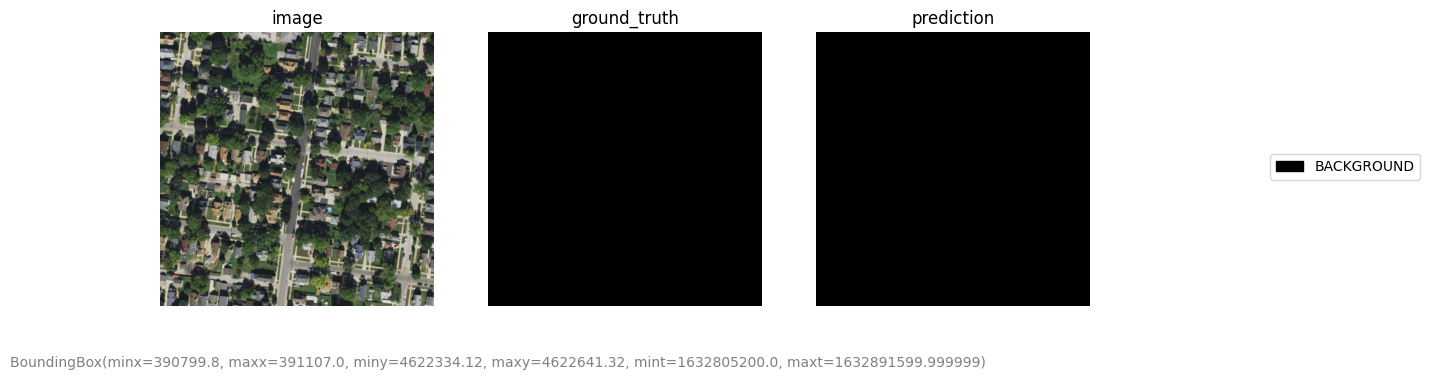 image
ground_truth
prediction
BACKGROUND
BoundingBox(minx=390799.8, maxx=391107.0, miny=4622334.12, maxy=4622641.32, mint=1632805200.0, maxt=1632891599.999999)